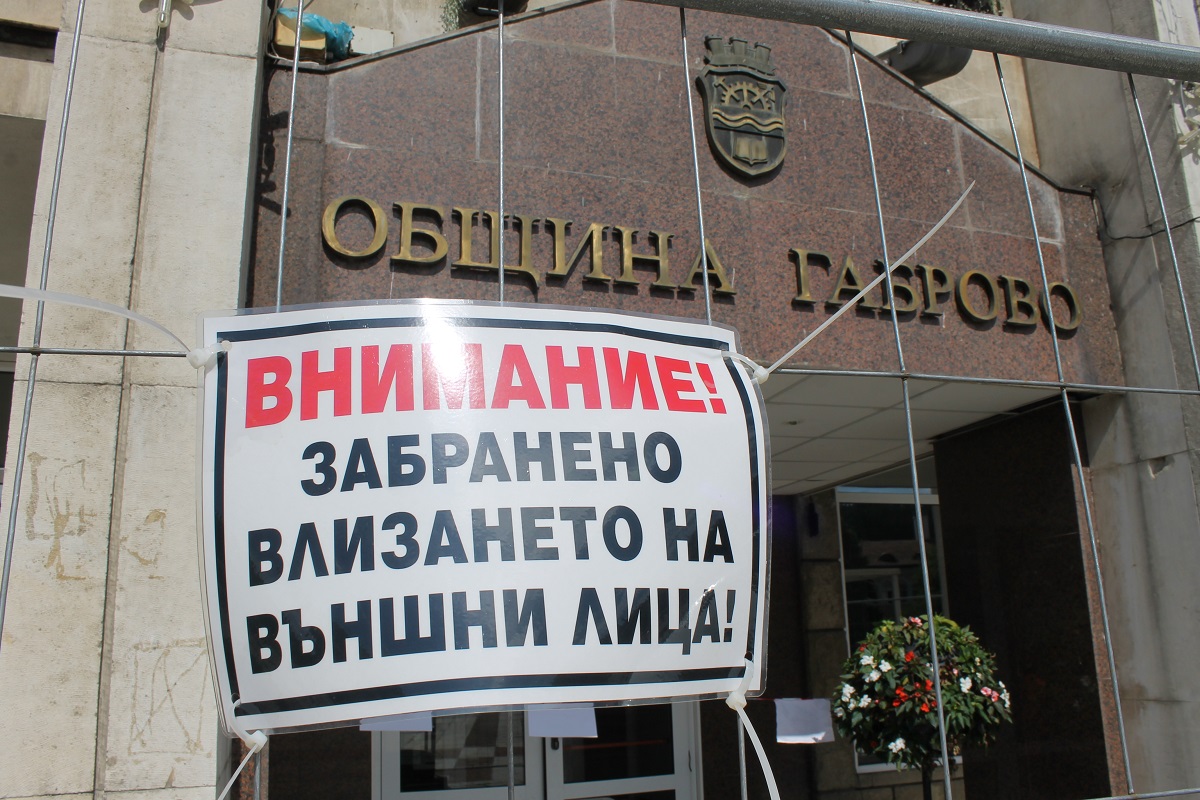 ОБЩИНА ГАБРОВО
ВНИМАНИЕ!
ЗАБРАНЕНО
ВЛИЗАНЕТО НА
ВЪНШНИ ЛИЦА!